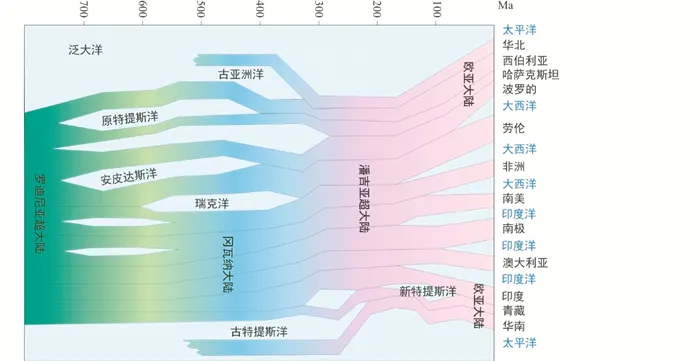 700
600
500
400
300
200
100
Ma
泛大洋
古亚洲洋
原特提斯洋
安皮达斯洋
瑞克洋
罗迪尼亚超大陆
冈瓦纳大陆
潘吉亚超大陆
欧亚大陆
新特提斯洋
古特提斯洋
欧亚大陆
太平洋
华北
西伯利亚
哈萨克斯坦
波罗的
大西洋
劳伦
大西洋
非洲
大西洋
南美
印度洋
南极
印度洋
澳大利亚
印度洋
印度
青藏
华南
太平洋